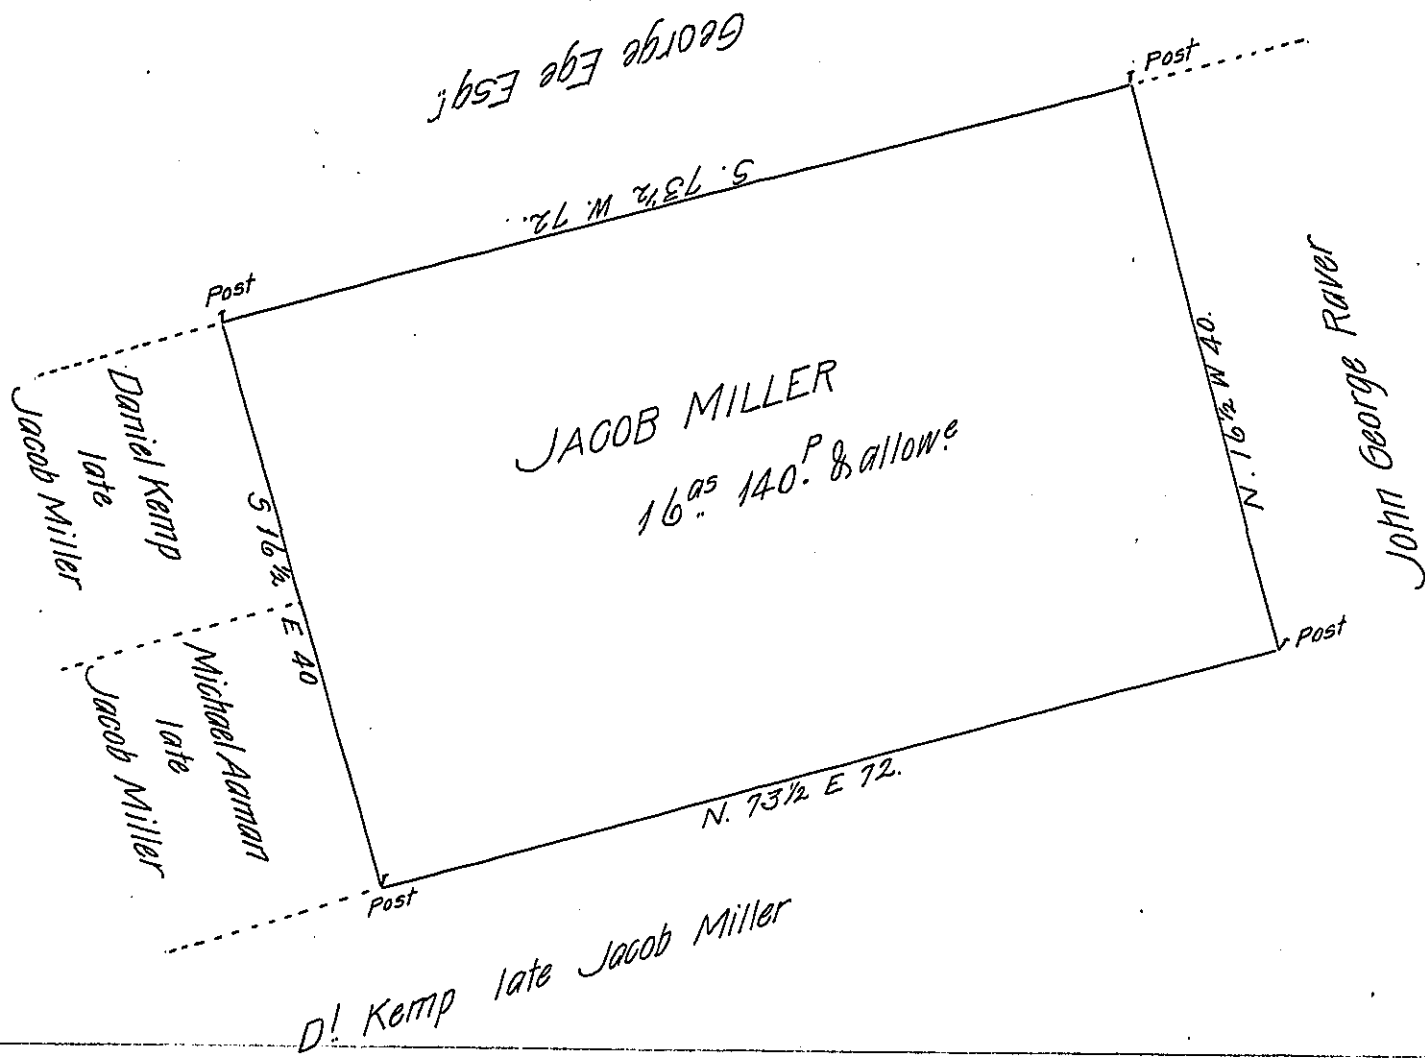 George Ege Esqr.
Post
S. 73½ W. 72.
Post
JACOB MILLER
16as 140.P & allowe
N. 16½ W 40.
John George Raver
Daniel Kemp
late
Jacob Miller
S 16½ E 40
Michael Aaman
late
Jacob Miller
Post
N. 73½ E 72.
Post
Dl Kemp late Jacob Miller